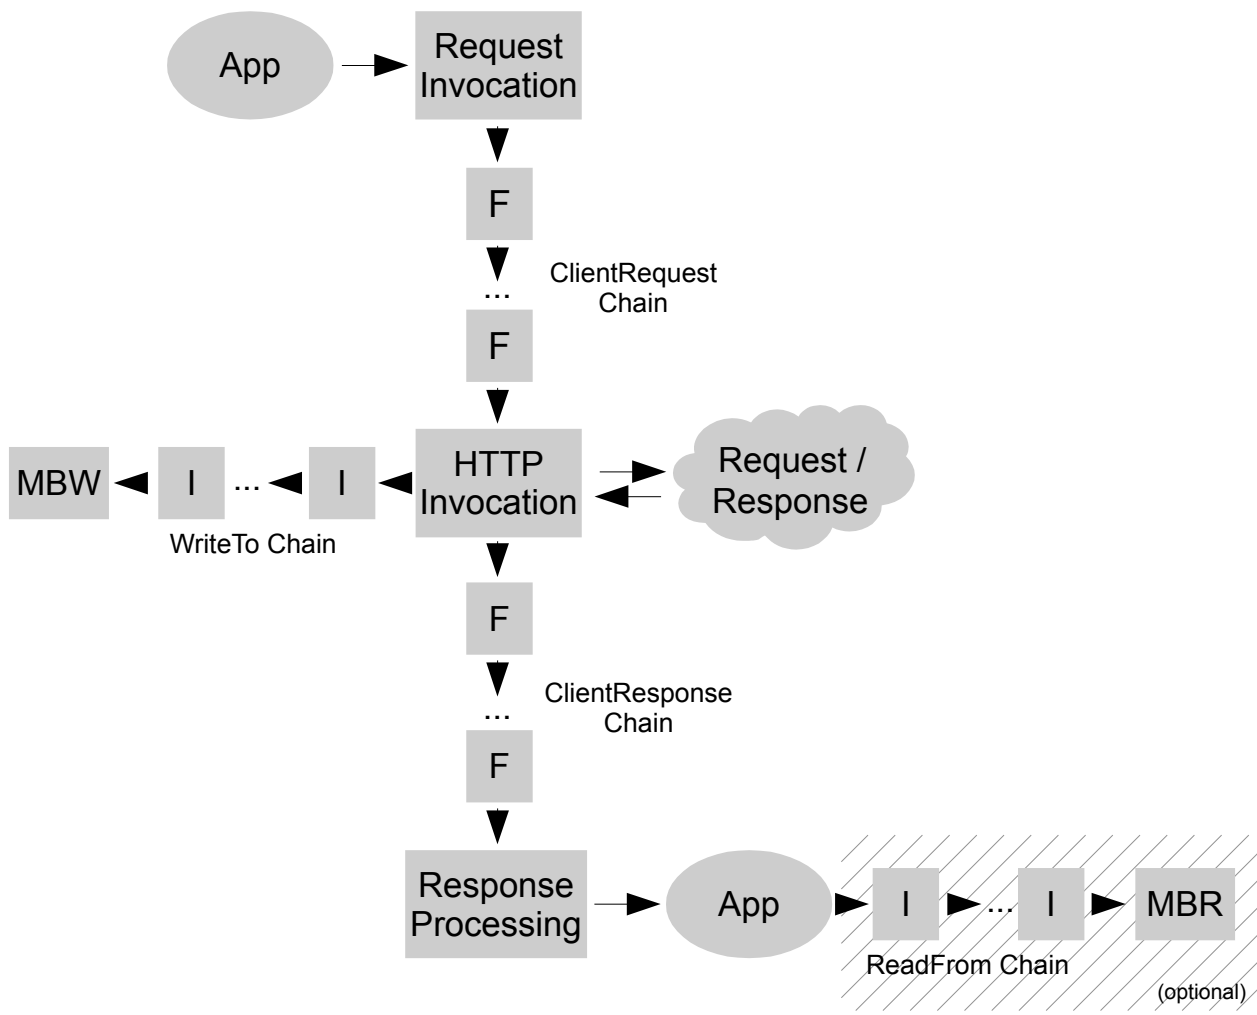 App
Request
Invocation
F
...
ClientRequest
Chain
F
MBW
I
...
I
HTTP
Invocation
Request /
Response
WriteTo Chain
F
...
ClientResponse
Chain
F
Response
Processing
App
I
...
I
MBR
ReadFrom Chain
(optional)